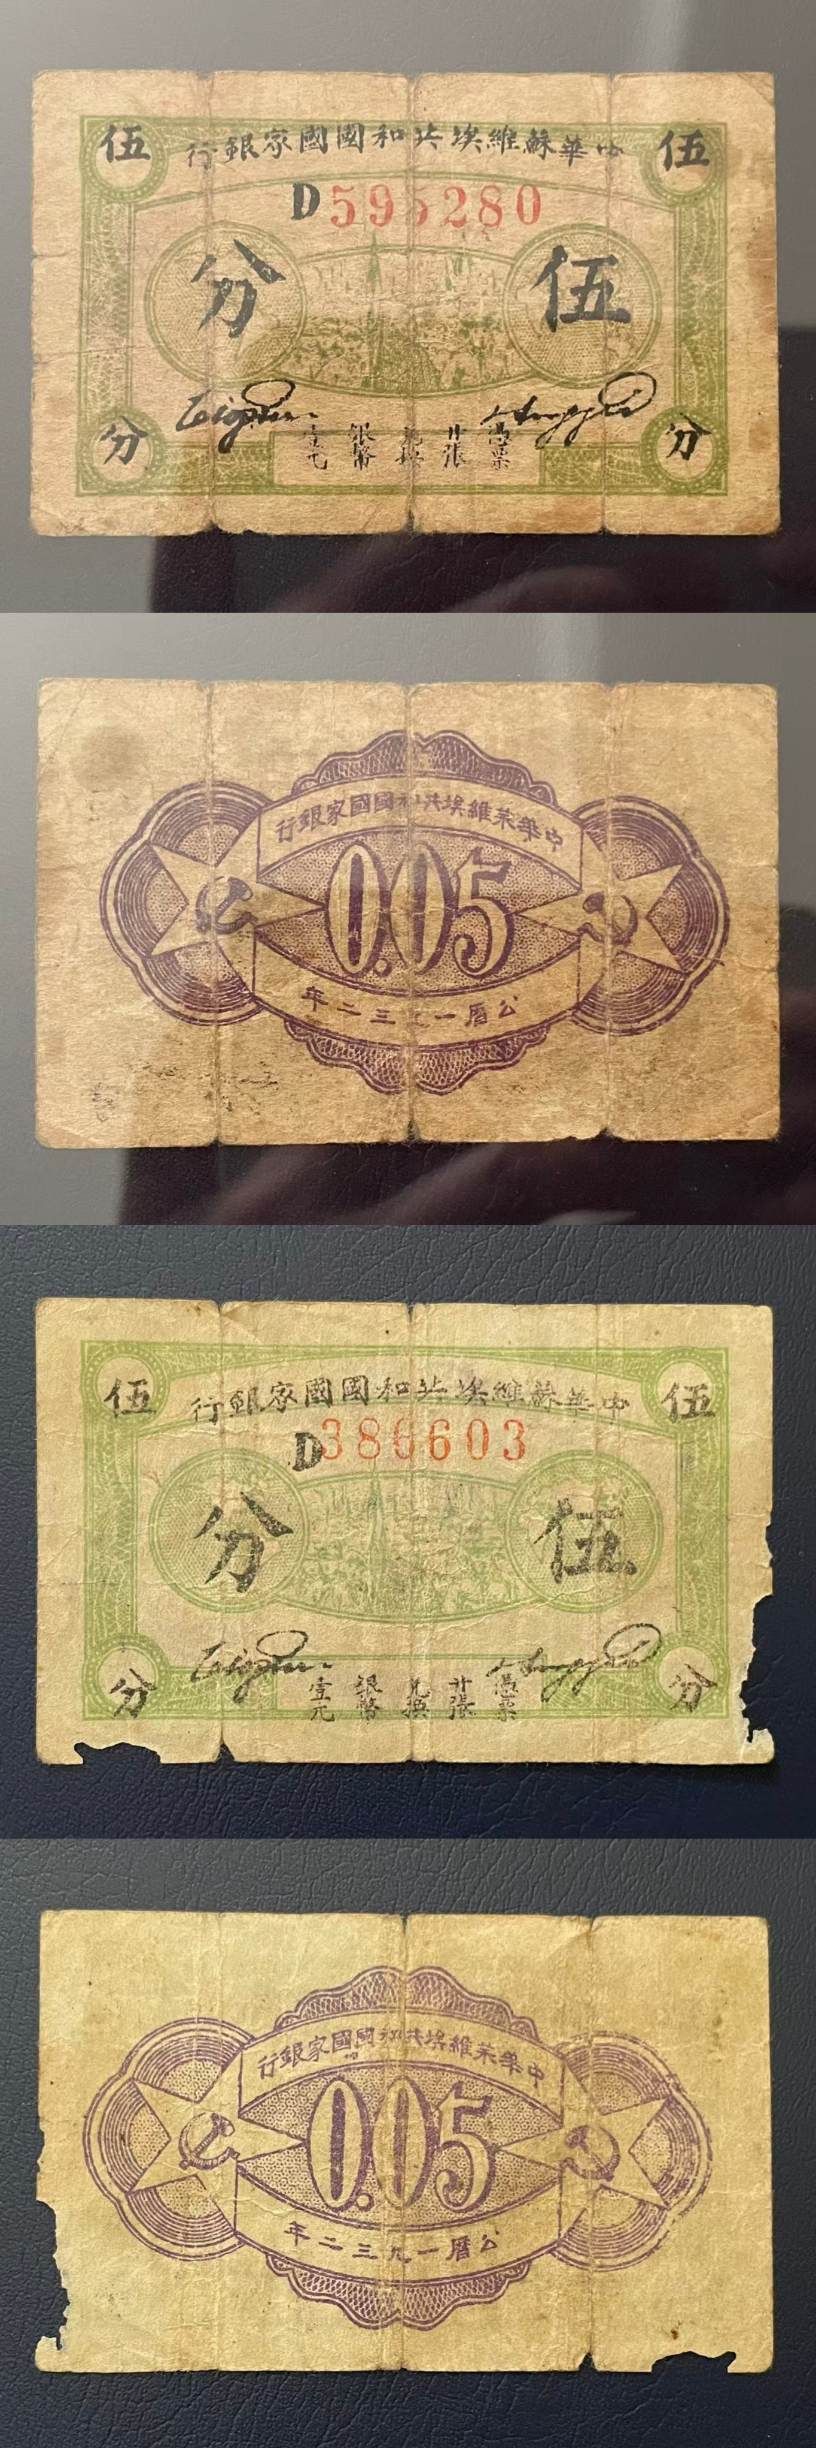 伍 中華蘇維埃共和國國家銀行 伍
D595280
伍分
憑票廿張兌換銀幣壹元
分 分
中華苏維埃共和國國家銀行
0.05
公曆一九三二年
伍 中華蘇維埃共和國國家銀行 伍
D386603
伍分
憑票廿張兌換銀幣壹元
分 分
中華苏維埃共和國國家銀行
0.05
公曆一九三二年